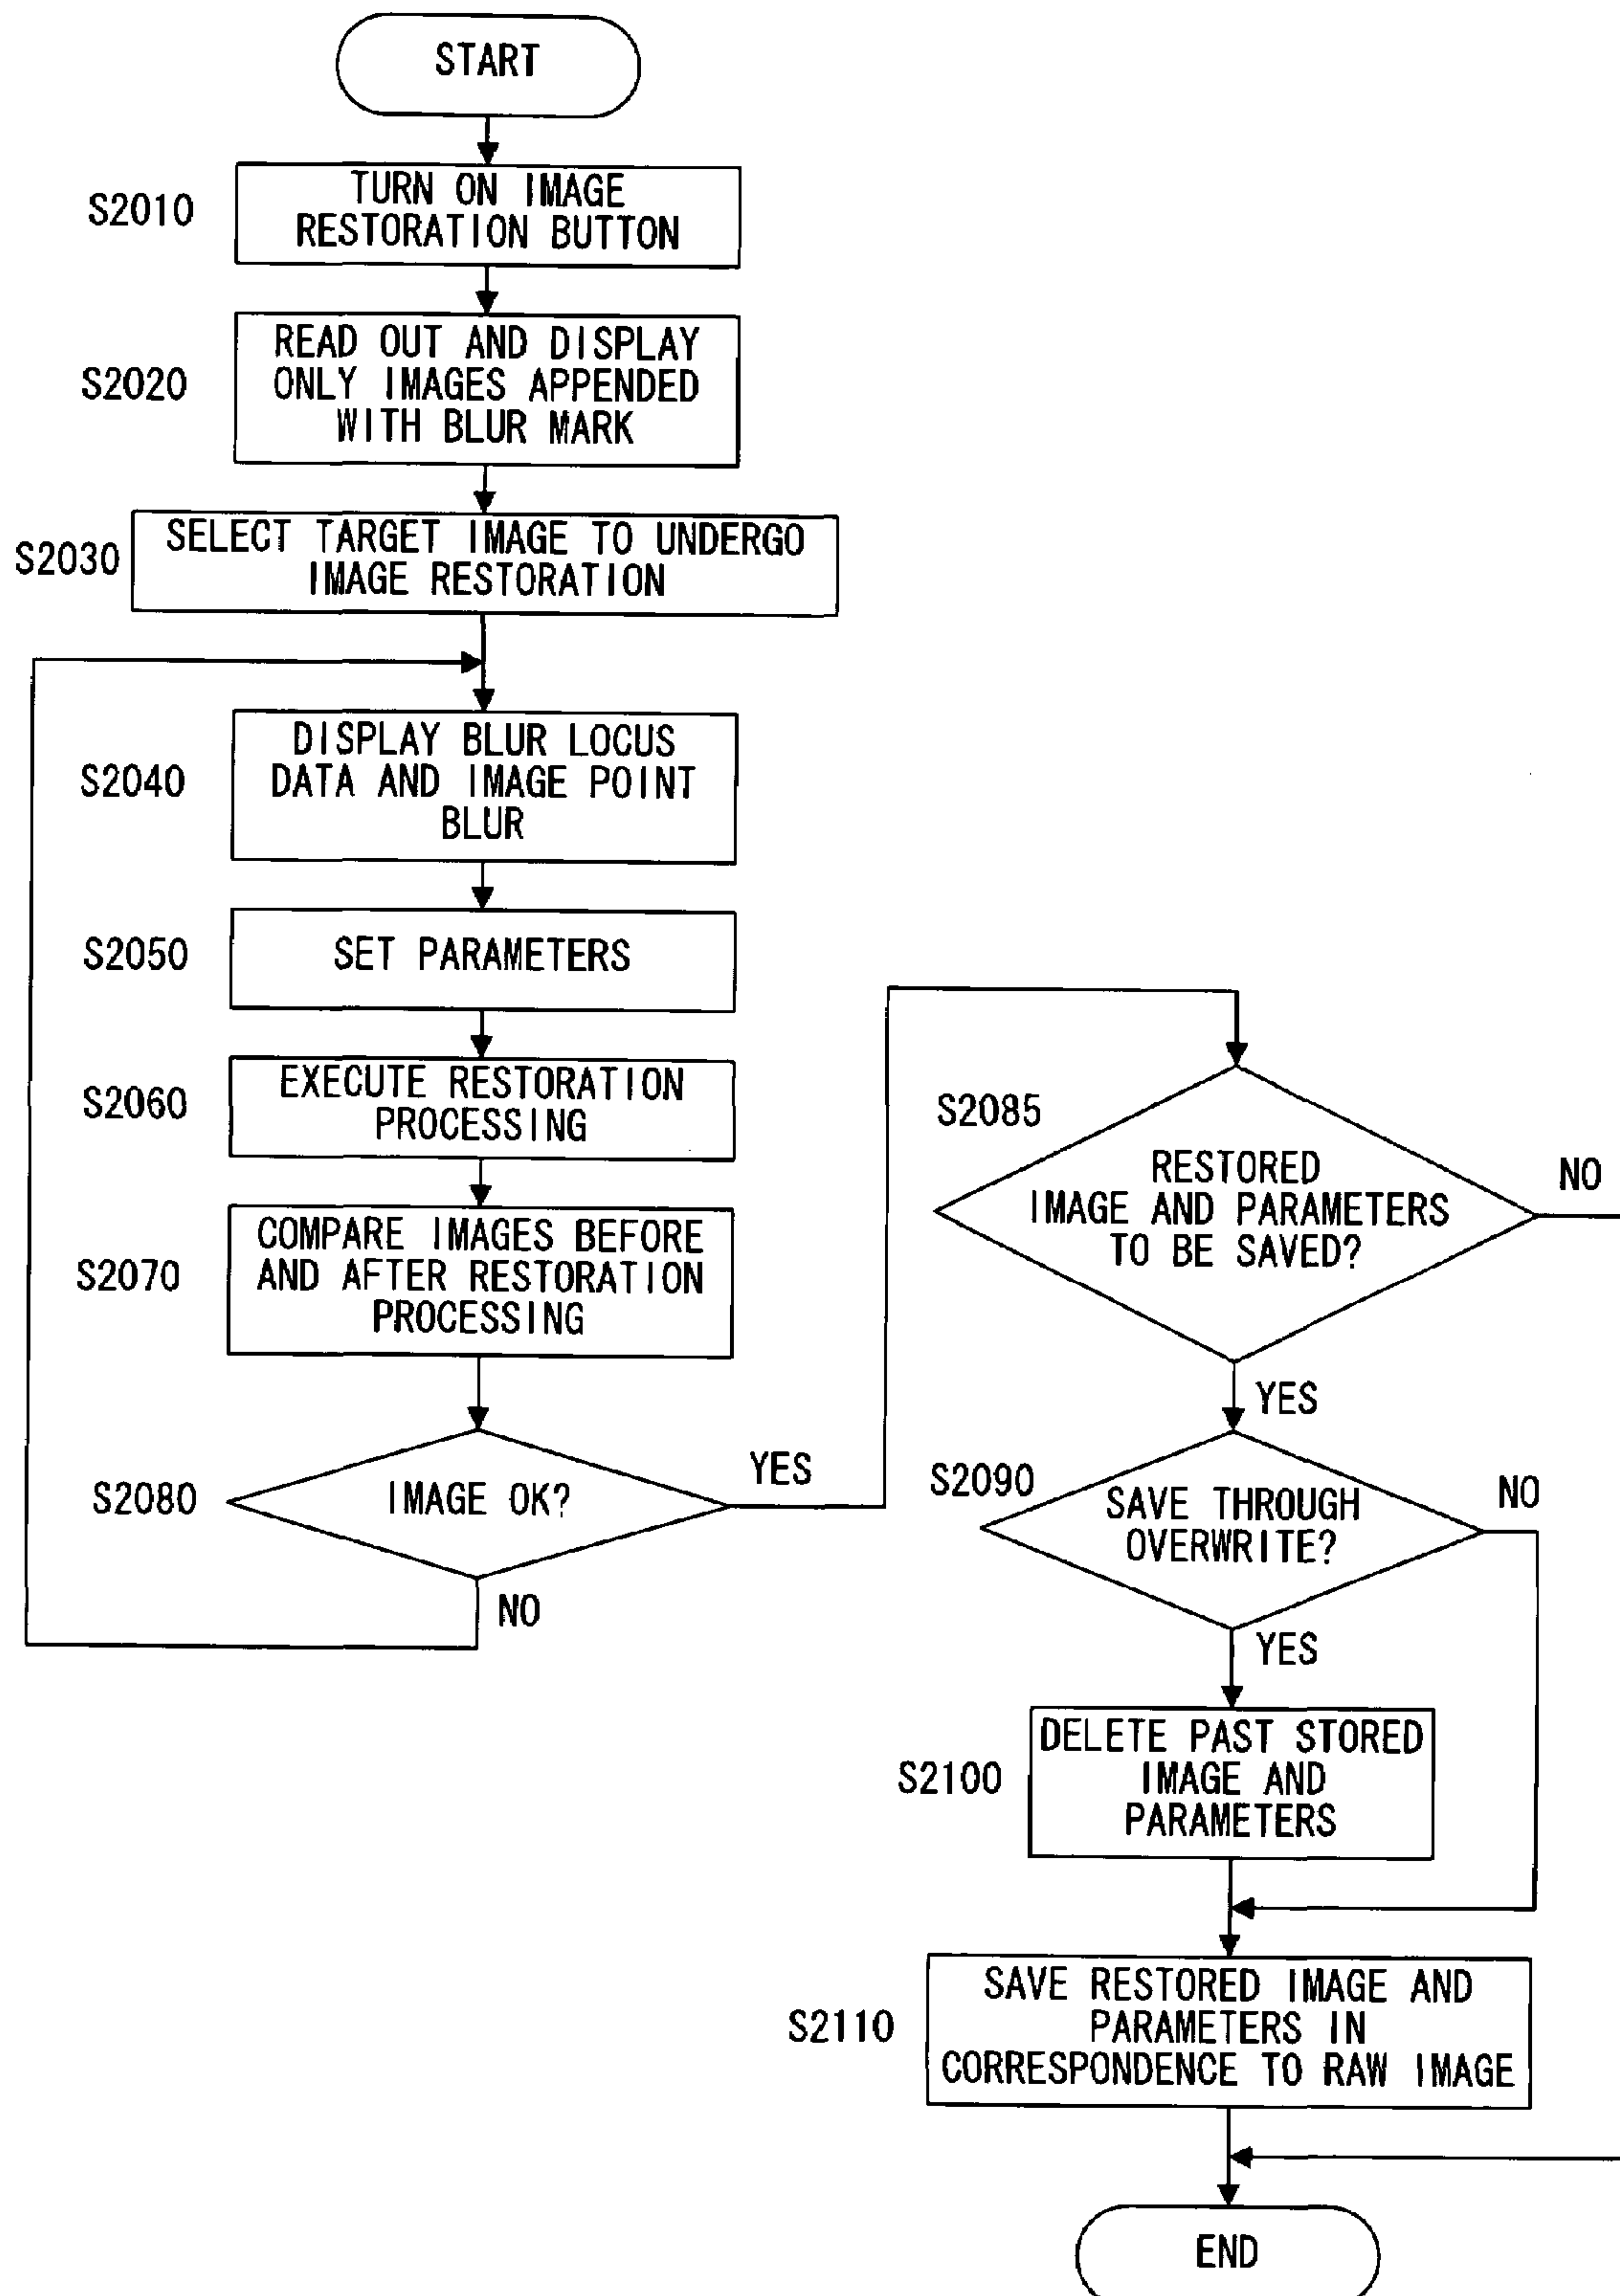 START
S2010
TURN ON IMAGE
RESTORATION BUTTON
S2020
READ OUT AND DISPLAY
ONLY IMAGES APPENDED
WITH BLUR MARK
S2030
SELECT TARGET IMAGE TO UNDERGO
IMAGE RESTORATION
S2040
DISPLAY BLUR LOCUS
DATA AND IMAGE POINT
BLUR
S2050
SET PARAMETERS
S2060
EXECUTE RESTORATION
PROCESSING
S2070
COMPARE IMAGES BEFORE
AND AFTER RESTORATION
PROCESSING
S2080
IMAGE OK?
YES
NO
S2085
RESTORED
IMAGE AND PARAMETERS
TO BE SAVED?
NO
YES
S2090
SAVE THROUGH
OVERWRITE?
NO
YES
S2100
DELETE PAST STORED
IMAGE AND
PARAMETERS
S2110
SAVE RESTORED IMAGE AND
PARAMETERS IN
CORRESPONDENCE TO RAW IMAGE
END